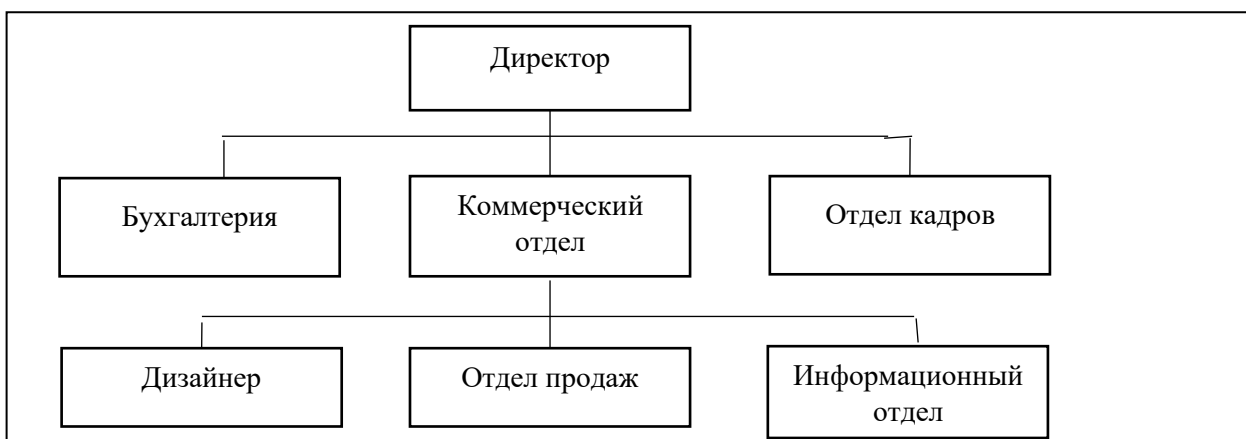 Директор
Бухгалтерия
Коммерческий
отдел
Отдел кадров
Дизайнер
Отдел продаж
Информационный
отдел